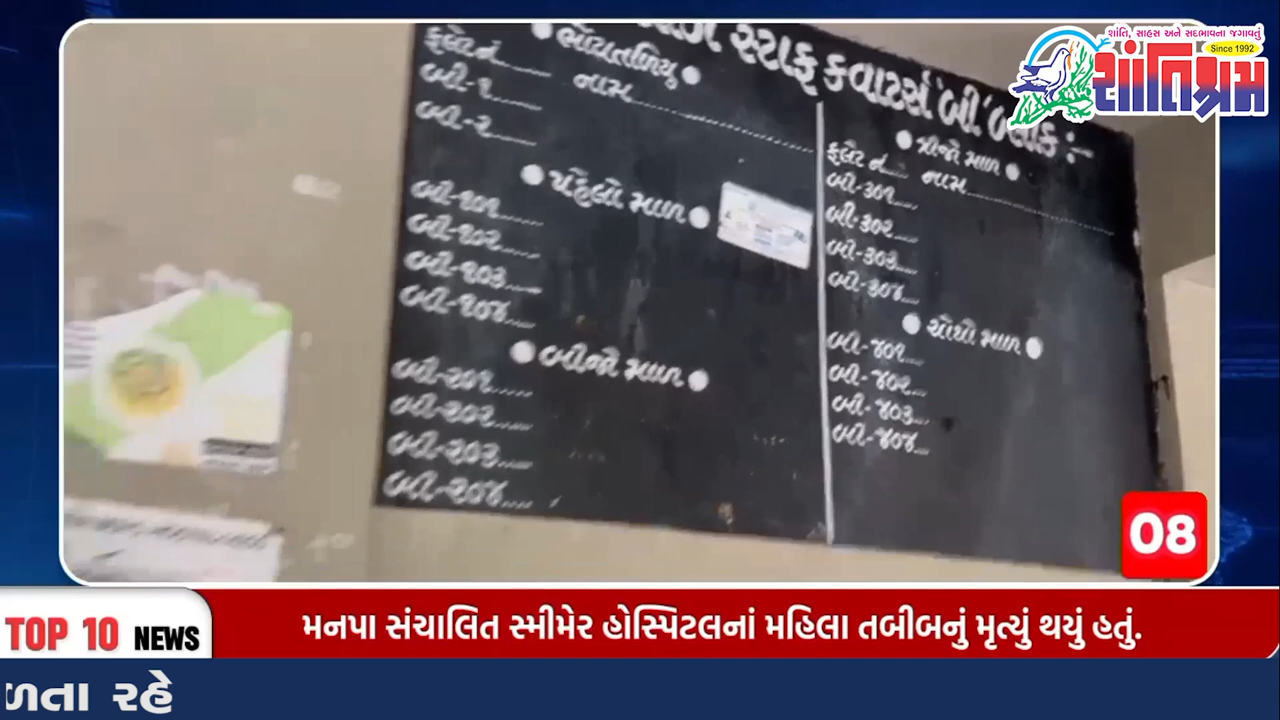 શાંતિ, સાહસ અને સદભાવના જગાવતું
Since 1992
શાંતિશ્રમ
સ્ટાફ ક્વાટર્સ 'બી' બ્લોક :-
ભોંયતળિયુ
ફ્લેટ નં...... નામ......
બી-૧......
બી-૨......
પહેલો માળ
બી-૧૦૧......
બી-૧૦૨......
બી-૧૦૩......
બી-૧૦૪......
બીજો માળ
બી-૨૦૧......
બી-૨૦૨......
બી-૨૦૩......
બી-૨૦૪......
ત્રીજો માળ
ફ્લેટ નં..... નામ......
બી-૩૦૧.....
બી-૩૦૨.....
બી-૩૦૩.....
બી-૩૦૪.....
ચોથો માળ
બી-૪૦૧.....
બી-૪૦૨.....
બી-૪૦૩.....
બી-૪૦૪.....
08
TOP 10 NEWS
મનપા સંચાલિત સ્મીમેર હોસ્પિટલનાં મહિલા તબીબનું મૃત્યું થયું હતું.
ળતા રહે